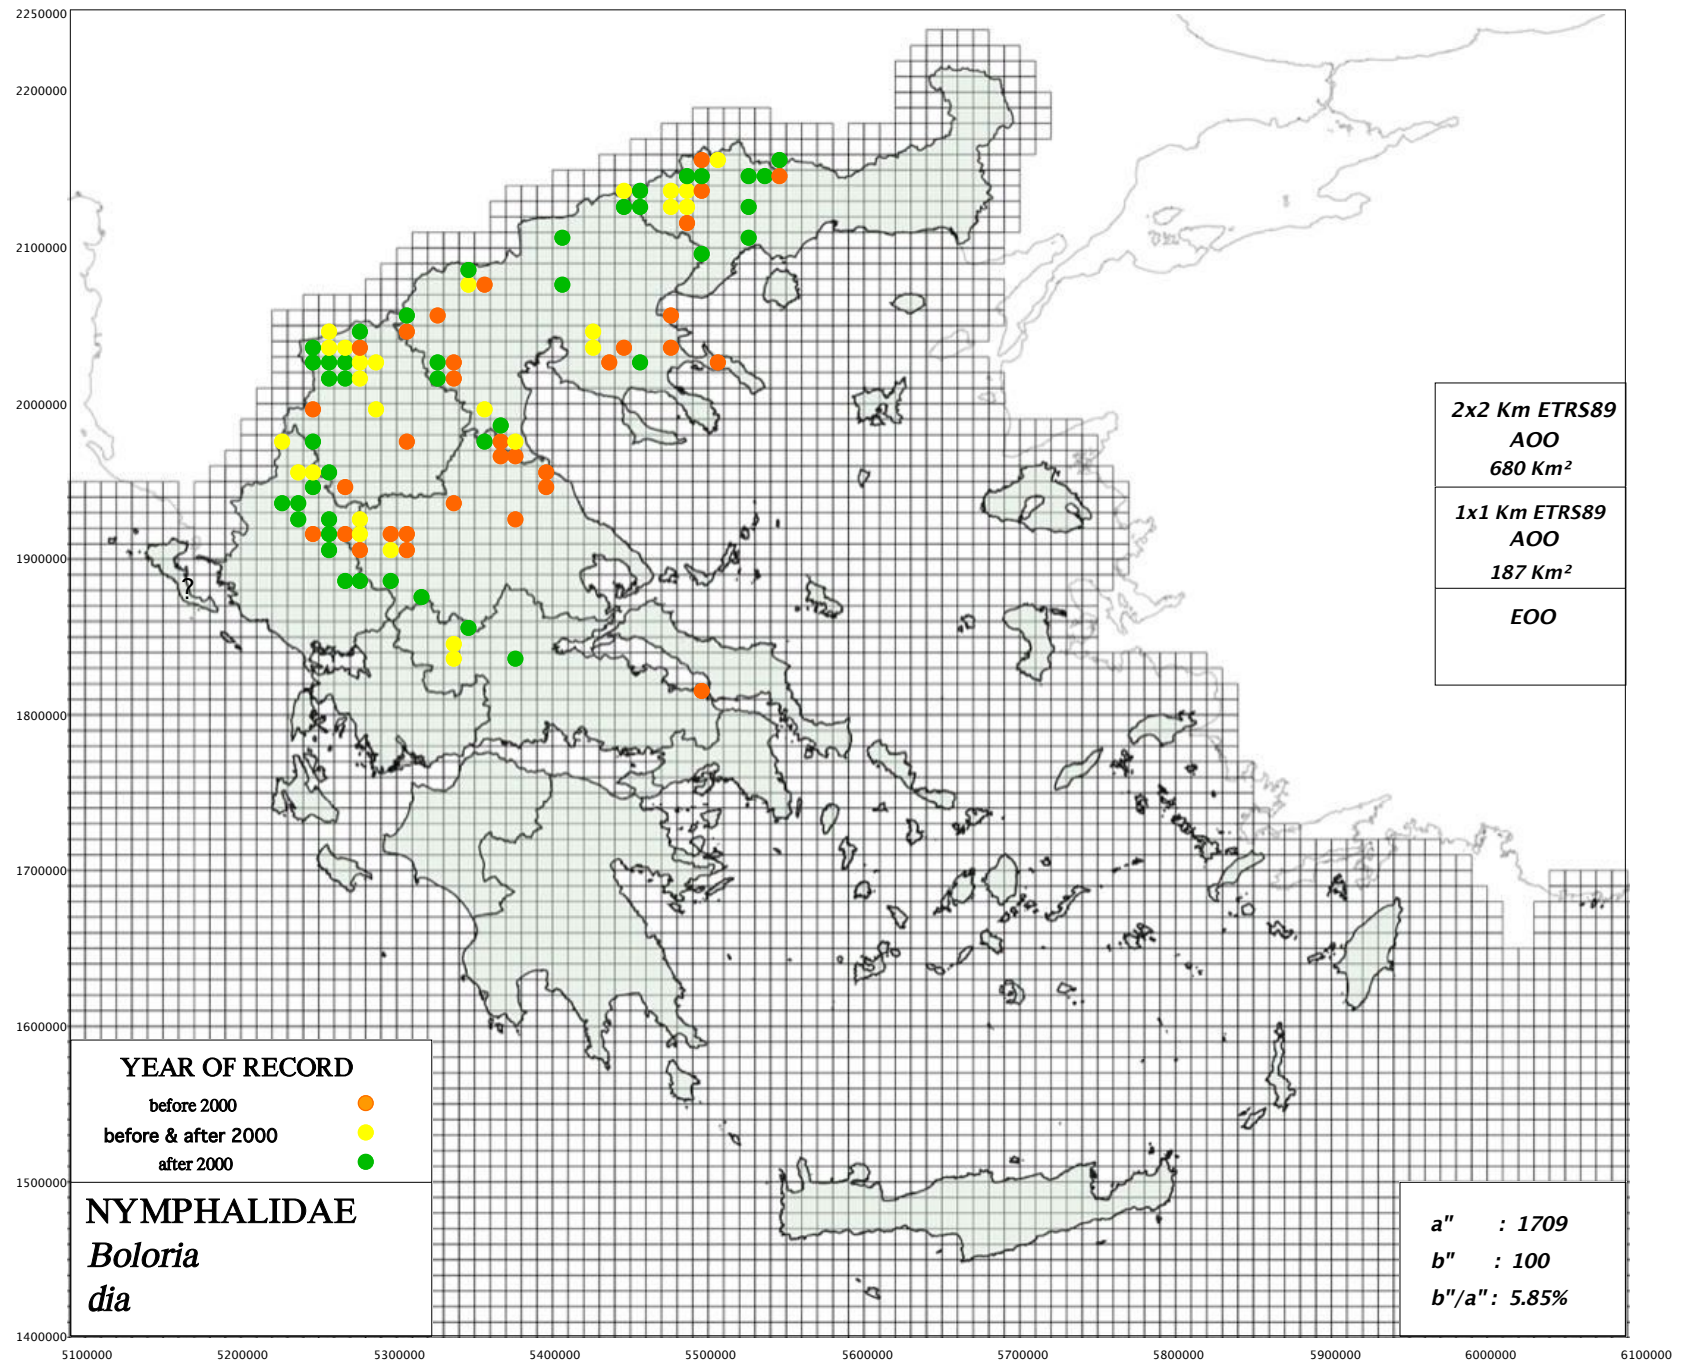 2250000
2200000
2100000
2000000
1900000
1800000
1700000
1600000
1500000
1400000
?
2x2 Km ETRS89
AOO
680 Km²
1x1 Km ETRS89
AOO
187 Km²
EOO
YEAR OF RECORD
before 2000
before & after 2000
after 2000
NYMPHALIDAE
Boloria
dia
a" : 1709
b" : 100
b"/a" : 5.85%
5100000 5200000 5300000 5400000 5500000 5600000 5700000 5800000 5900000 6000000 6100000